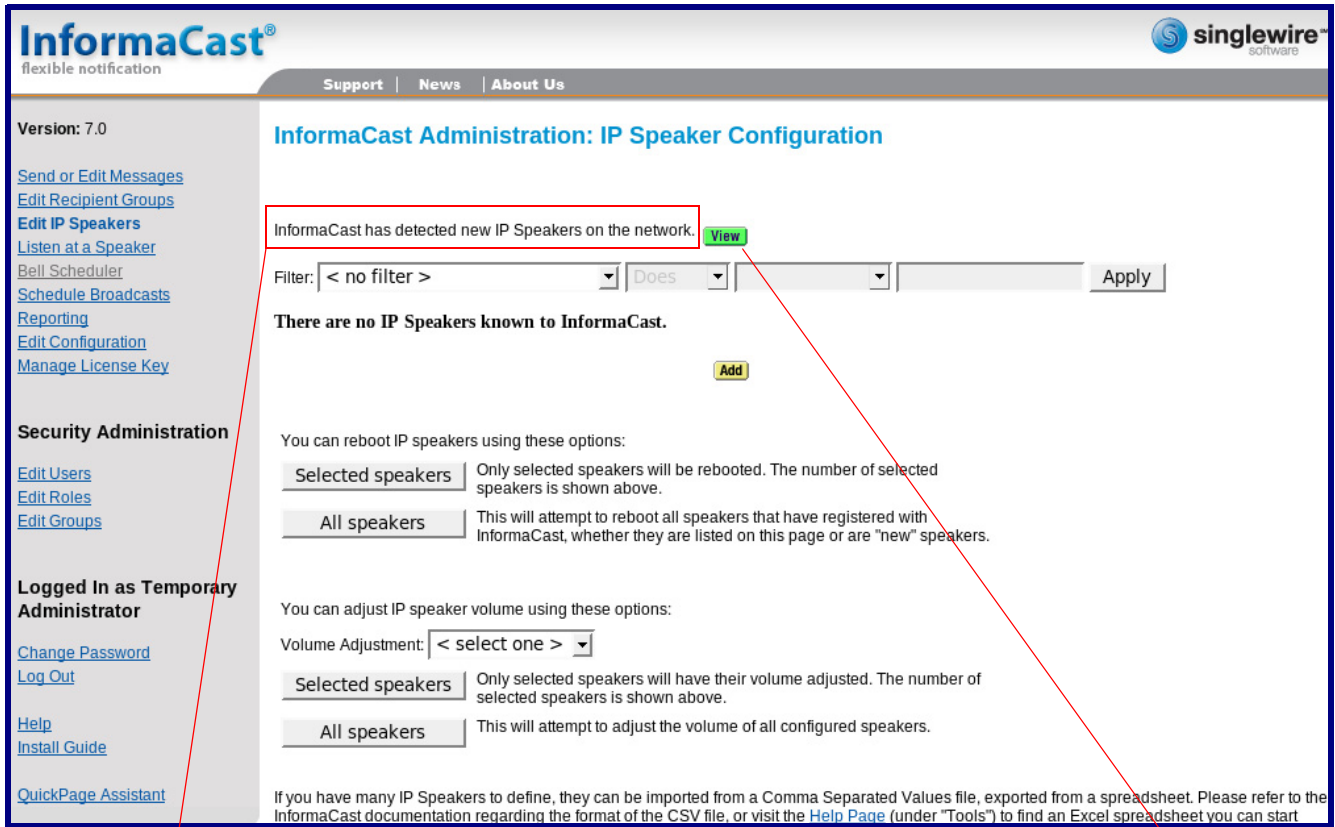 InformaCast®
flexible notification
singlewire℠
software
Support | News | About Us
Version: 7.0
Send or Edit Messages
Edit Recipient Groups
Edit IP Speakers
Listen at a Speaker
Bell Scheduler
Schedule Broadcasts
Reporting
Edit Configuration
Manage License Key
Security Administration
Edit Users
Edit Roles
Edit Groups
Logged In as Temporary
Administrator
Change Password
Log Out
Help
Install Guide
QuickPage Assistant
InformaCast Administration: IP Speaker Configuration
InformaCast has detected new IP Speakers on the network. View
Filter: < no filter > Does Apply
There are no IP Speakers known to InformaCast.
Add
You can reboot IP speakers using these options:
Selected speakers
Only selected speakers will be rebooted. The number of selected
speakers is shown above.
All speakers
This will attempt to reboot all speakers that have registered with
InformaCast, whether they are listed on this page or are "new" speakers.
You can adjust IP speaker volume using these options:
Volume Adjustment: < select one >
Selected speakers
Only selected speakers will have their volume adjusted. The number of
selected speakers is shown above.
All speakers
This will attempt to adjust the volume of all configured speakers.
If you have many IP Speakers to define, they can be imported from a Comma Separated Values file, exported from a spreadsheet. Please refer to the
InformaCast documentation regarding the format of the CSV file, or visit the Help Page (under "Tools") to find an Excel spreadsheet you can start